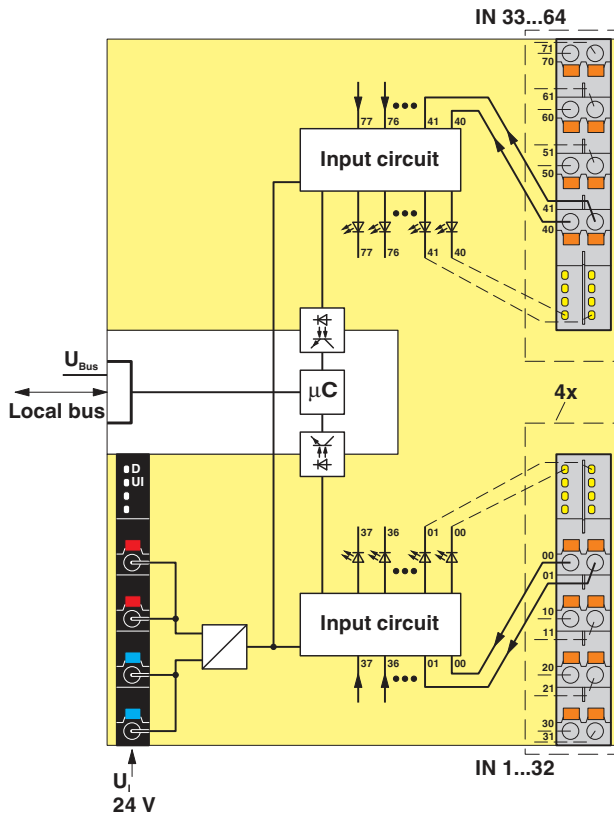 IN 33...64
71
70
61
60
51
50
41
40
77 76 41 40
Input circuit
77 76 41 40
U Bus
Local bus
µC
4x
D
UI
37 36 01 00
Input circuit
37 36 01 00
00
01
10
11
20
21
30
31
IN 1...32
UI
24 V